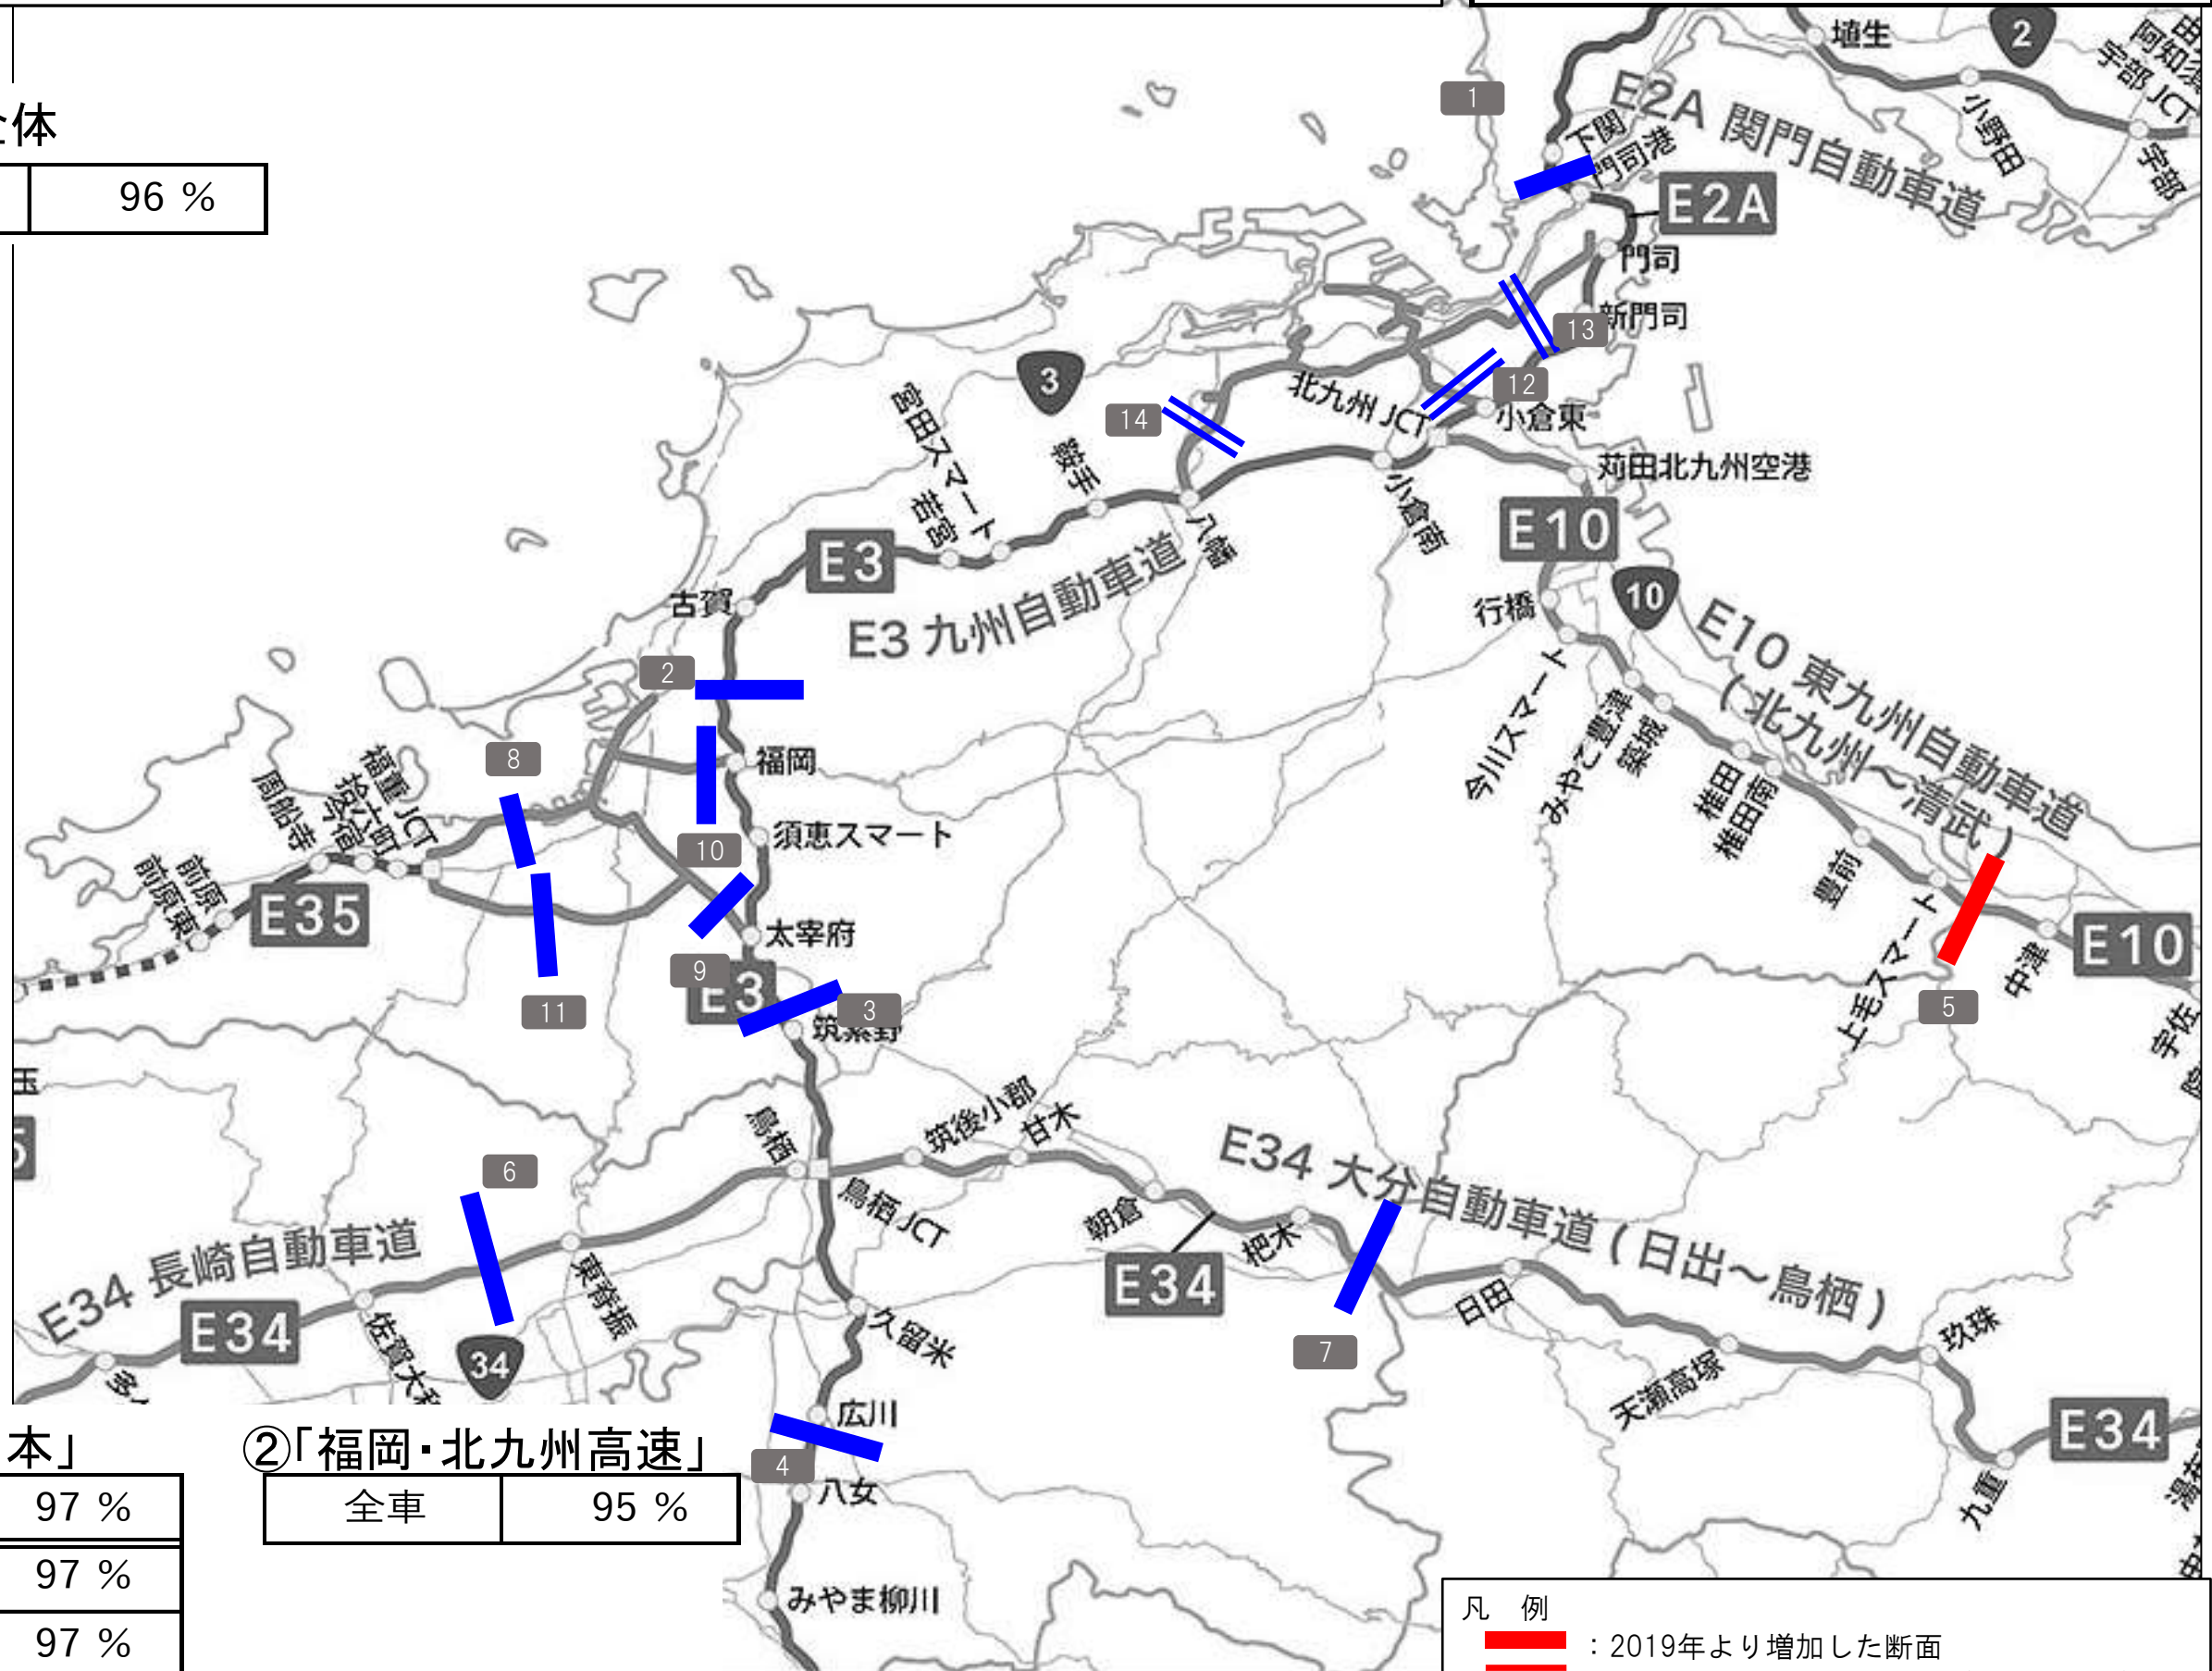 全体
96 %
埴生
2
宇部 JCT
小野田
宇部
1
下関
門司港
E2A 関門自動車道
E2A
門司
新門司
13
12
北九州 JCT
小倉東
3
14
宮田スマート
若宮
鞍手
八幡
小倉南
苅田北九州空港
E10
E3
E3 九州自動車道
古賀
行橋
10
E10 東九州自動車道
(北九州～清武)
今川スマート
みやこ豊津
築城
椎田
椎田南
豊前
上毛スマート
中津
E10
宇佐
5
2
福岡
8
須恵スマート
10
福重 JCT
拾六町
今宿
周船寺
前原
前原東
E35
太宰府
9
E3
3
筑紫野
11
鳥栖
筑後小郡
甘木
鳥栖 JCT
朝倉
杷木
E34 大分自動車道 (日出～鳥栖)
E34
6
E34 長崎自動車道
E34
東脊振
佐賀大和
34
久留米
7
日田
天瀬高塚
玖珠
九重
E34
広川
4
八女
みやま柳川
本」
97 %
97 %
97 %
②「福岡・北九州高速」
全車 95 %
凡 例
：2019年より増加した断面